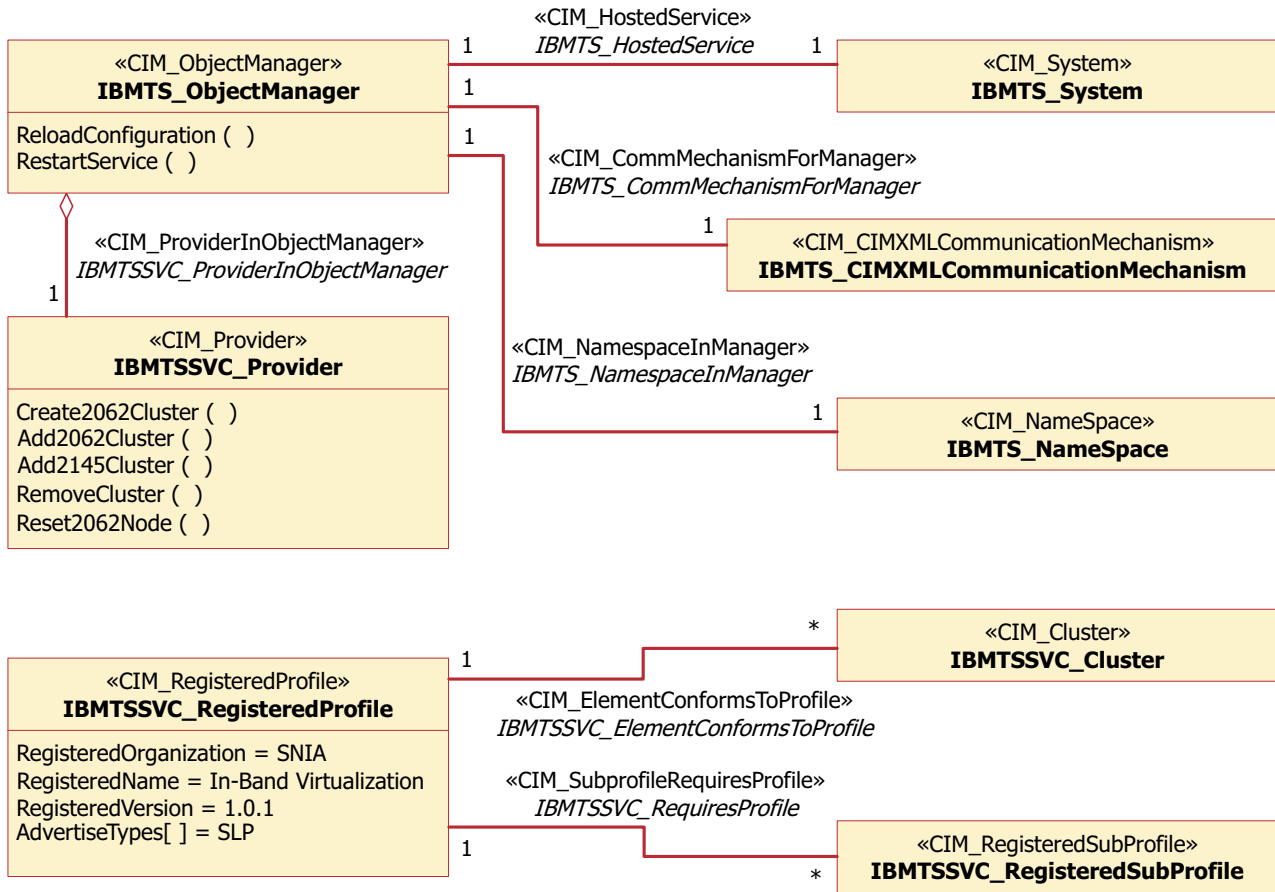 «CIM_HostedService»
1 IBMTS_HostedService 1
«CIM_ObjectManager»
IBMTS_ObjectManager
«CIM_System»
IBMTS_System
1
ReloadConfiguration ( )
RestartService ( )
1
«CIM_CommMechanismForManager»
IBMTS_CommMechanismForManager
1
«CIM_CIMXMLCommunicationMechanism»
IBMTS_CIMXMLCommunicationMechanism
«CIM_ProviderInObjectManager»
IBMTSSVC_ProviderInObjectManager
1
«CIM_Provider»
IBMTSSVC_Provider
Create2062Cluster ( )
Add2062Cluster ( )
Add2145Cluster ( )
RemoveCluster ( )
Reset2062Node ( )
«CIM_NamespaceInManager»
IBMTS_NamespaceInManager
1
«CIM_NameSpace»
IBMTS_NameSpace
*
«CIM_Cluster»
IBMTSSVC_Cluster
1
«CIM_RegisteredProfile»
IBMTSSVC_RegisteredProfile
«CIM_ElementConformsToProfile»
IBMTSSVC_ElementConformsToProfile
RegisteredOrganization = SNIA
RegisteredName = In-Band Virtualization
RegisteredVersion = 1.0.1
AdvertiseTypes[ ] = SLP
«CIM_SubprofileRequiresProfile»
IBMTSSVC_RequiresProfile
1
*
«CIM_RegisteredSubProfile»
IBMTSSVC_RegisteredSubProfile